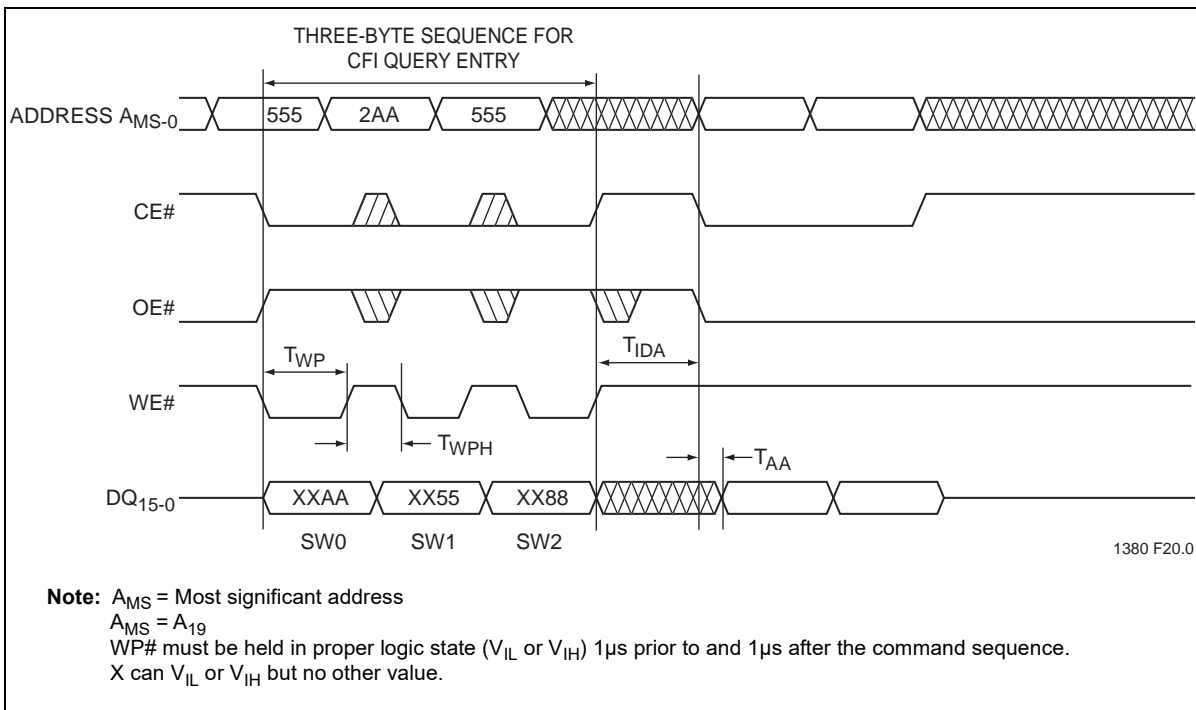 THREE-BYTE SEQUENCE FOR
CFI QUERY ENTRY
ADDRESS AMS-0
555 2AA 555
CE#
OE#
TWP TIDA
WE#
TWPH
TAA
DQ15-0
XXAA XX55 XX88
SW0 SW1 SW2
1380 F20.0
Note: AMS = Most significant address
AMS = A19
WP# must be held in proper logic state (VIL or VIH) 1µs prior to and 1µs after the command sequence.
X can VIL or VIH but no other value.